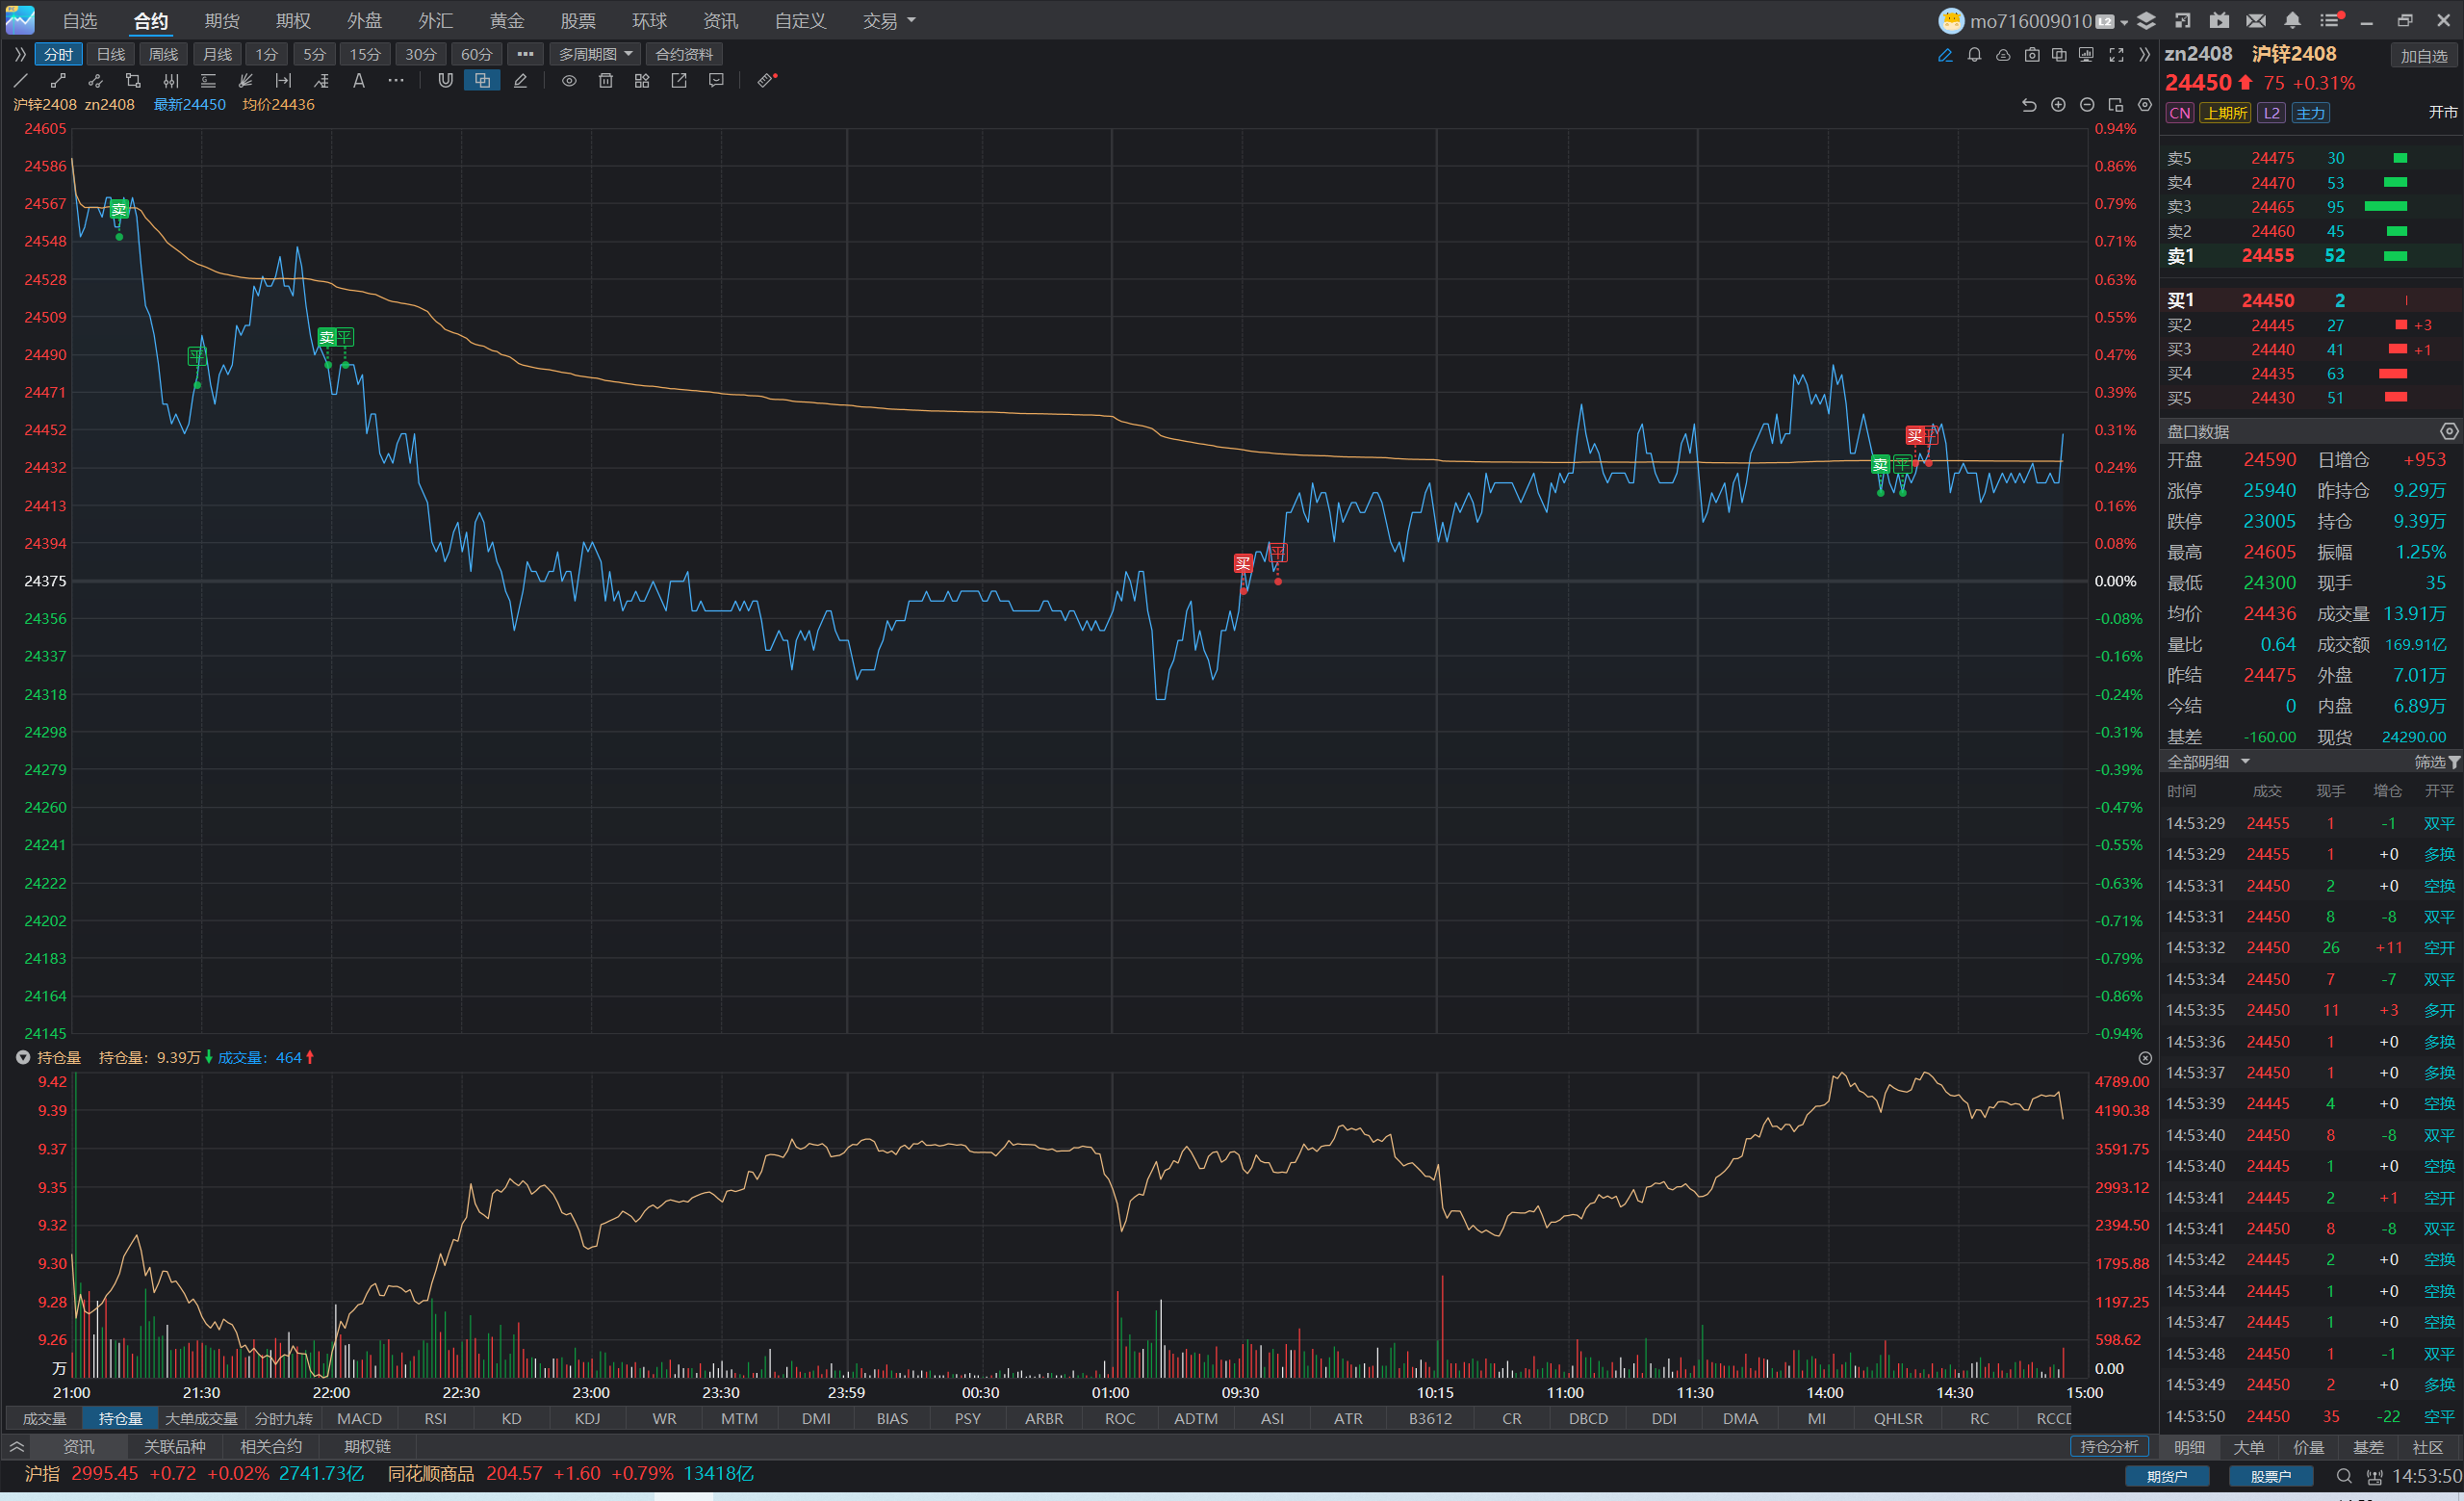 自选 合约 期货 期权 外盘 外汇 黄金 股票 环球 资讯 自定义 交易 mo716009010 L2
分时 日线 周线 月线 1分 5分 15分 30分 60分 ••• 多周期图 合约资料
沪锌2408 zn2408 最新24450 均价24436
24605 0.94%
24586 0.86%
24567 0.79%
24548 0.71%
24528 0.63%
24509 0.55%
24490 0.47%
24471 0.39%
24452 0.31%
24432 0.24%
24413 0.16%
24394 0.08%
24375 0.00%
24356 -0.08%
24337 -0.16%
24318 -0.24%
24298 -0.31%
24279 -0.39%
24260 -0.47%
24241 -0.55%
24222 -0.63%
24202 -0.71%
24183 -0.79%
24164 -0.86%
24145 -0.94%
卖
平
卖 平
买
平
卖 平
买 平
持仓量 持仓量: 9.39万 成交量: 464
9.42 4789.00
9.39 4190.38
9.37 3591.75
9.35 2993.12
9.32 2394.50
9.30 1795.88
9.28 1197.25
9.26 598.62
万 0.00
21:00 21:30 22:00 22:30 23:00 23:30 23:59 00:30 01:00 09:30 10:15 11:00 11:30 14:00 14:30 15:00
成交量 持仓量 大单成交量 分时九转 MACD RSI KD KDJ WR MTM DMI BIAS PSY ARBR ROC ADTM ASI ATR B3612 CR DBCD DDI DMA MI QHLSR RC RCCD
资讯 关联品种 相关合约 期权链 持仓分析
沪指 2995.45 +0.72 +0.02% 2741.73亿 同花顺商品 204.57 +1.60 +0.79% 13418亿
zn2408 沪锌2408 加自选
24450 75 +0.31%
CN 上期所 L2 主力 开市
卖5 24475 30
卖4 24470 53
卖3 24465 95
卖2 24460 45
卖1 24455 52
买1 24450 2
买2 24445 27 +3
买3 24440 41 +1
买4 24435 63
买5 24430 51
盘口数据
开盘 24590 日增仓 +953
涨停 25940 昨持仓 9.29万
跌停 23005 持仓 9.39万
最高 24605 振幅 1.25%
最低 24300 现手 35
均价 24436 成交量 13.91万
量比 0.64 成交额 169.91亿
昨结 24475 外盘 7.01万
今结 0 内盘 6.89万
基差 -160.00 现货 24290.00
全部明细 筛选
时间 成交 现手 增仓 开平
14:53:29 24455 1 -1 双平
14:53:29 24455 1 +0 多换
14:53:31 24450 2 +0 空换
14:53:31 24450 8 -8 双平
14:53:32 24450 26 +11 空开
14:53:34 24450 7 -7 双平
14:53:35 24450 11 +3 多开
14:53:36 24450 1 +0 多换
14:53:37 24450 1 +0 多换
14:53:39 24445 4 +0 空换
14:53:40 24450 8 -8 双平
14:53:40 24445 1 +0 空换
14:53:41 24445 2 +1 空开
14:53:41 24450 8 -8 双平
14:53:42 24445 2 +0 空换
14:53:44 24445 1 +0 空换
14:53:47 24445 1 +0 空换
14:53:48 24450 1 -1 双平
14:53:49 24450 2 +0 多换
14:53:50 24450 35 -22 空平
明细 大单 价量 基差 社区
期货户 股票户 14:53:50